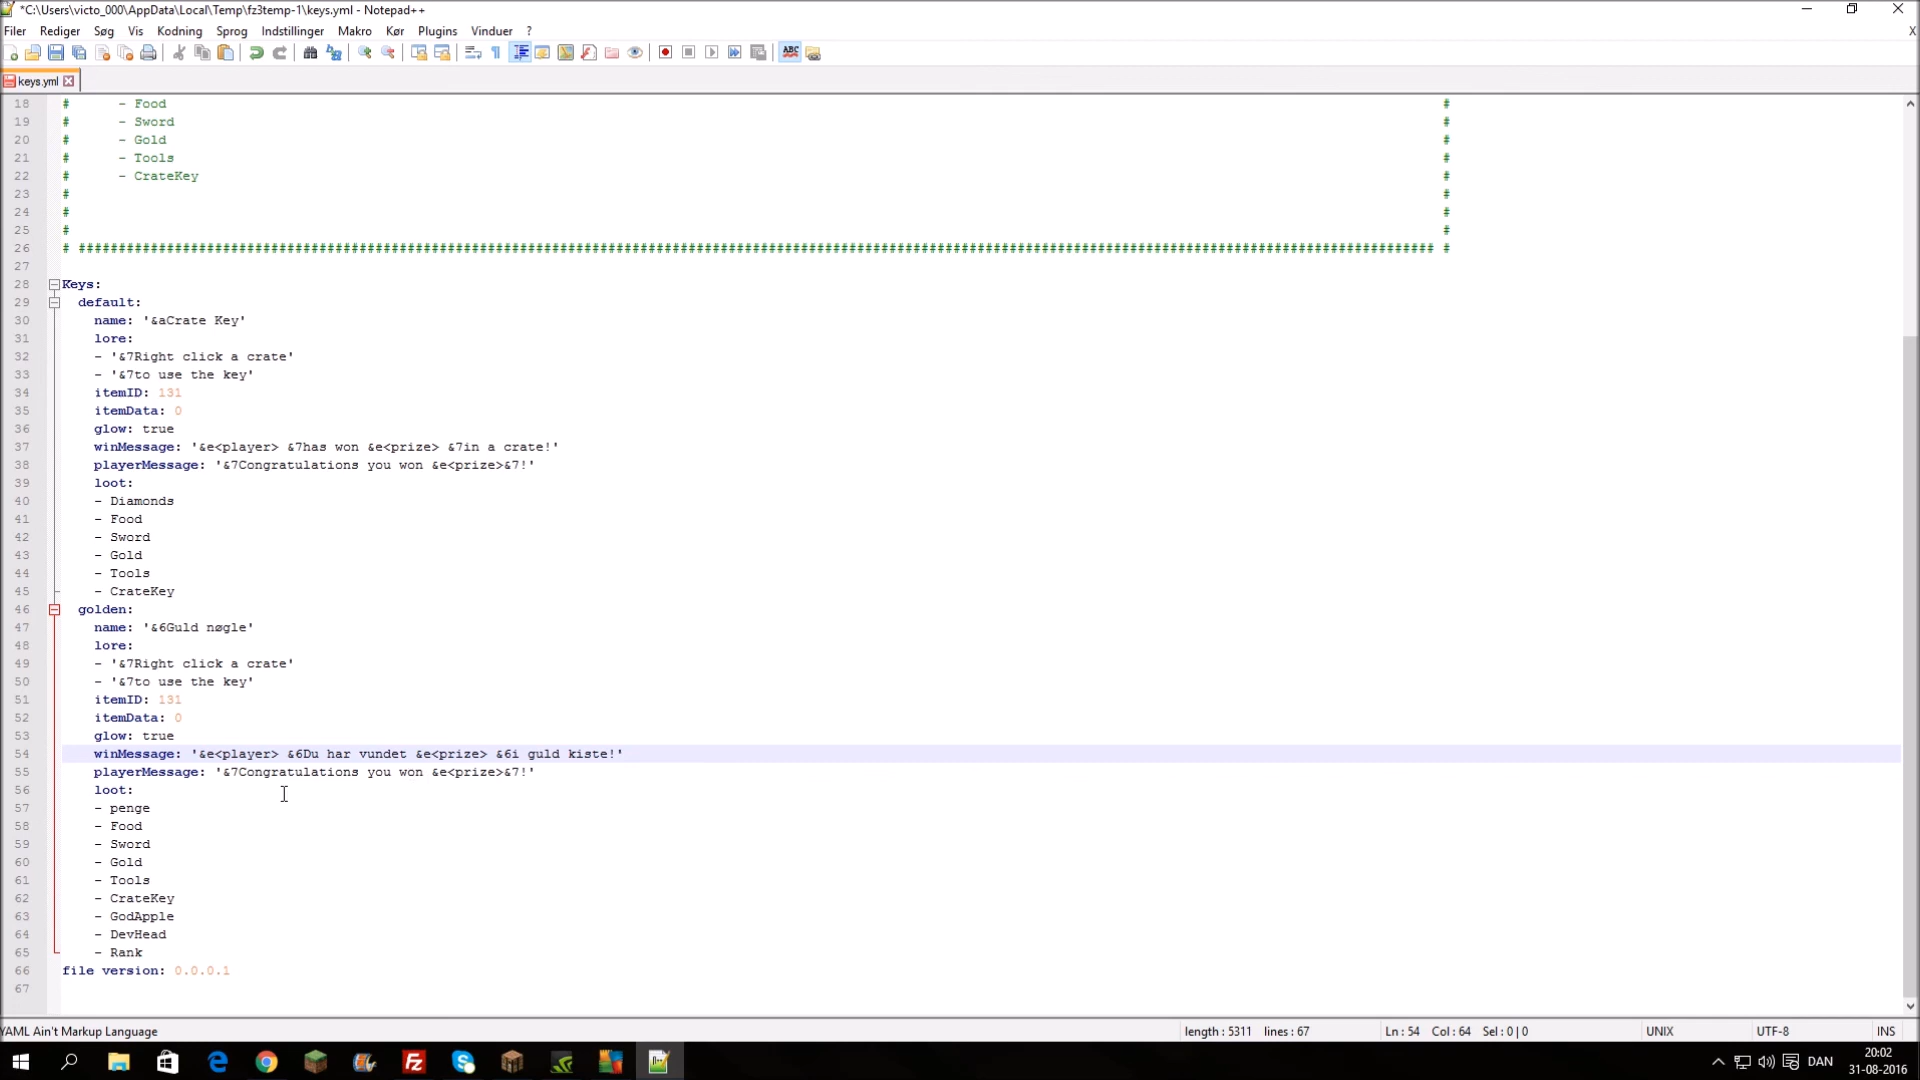 *C:\Users\victo_000\AppData\Local\Temp\fz3temp-1\keys.yml - Notepad++
Filer Rediger Søg Vis Kodning Sprog Indstillinger Makro Kør Plugins Vinduer ? X
keys.yml
18 # - Food #
19 # - Sword #
20 # - Gold #
21 # - Tools #
22 # - CrateKey #
23 # #
24 # #
25 # #
26 # ######################################################################################################################################################################### #
27
28 Keys:
29 default:
30 name: '&aCrate Key'
31 lore:
32 - '&7Right click a crate'
33 - '&7to use the key'
34 itemID: 131
35 itemData: 0
36 glow: true
37 winMessage: '&e<player> &7has won &e<prize> &7in a crate!'
38 playerMessage: '&7Congratulations you won &e<prize>&7!'
39 loot:
40 - Diamonds
41 - Food
42 - Sword
43 - Gold
44 - Tools
45 - CrateKey
46 golden:
47 name: '&6Guld nøgle'
48 lore:
49 - '&7Right click a crate'
50 - '&7to use the key'
51 itemID: 131
52 itemData: 0
53 glow: true
54 winMessage: '&e<player> &6Du har vundet &e<prize> &6i guld kiste!'
55 playerMessage: '&7Congratulations you won &e<prize>&7!'
56 loot:
57 - penge
58 - Food
59 - Sword
60 - Gold
61 - Tools
62 - CrateKey
63 - GodApple
64 - DevHead
65 - Rank
66 file version: 0.0.0.1
67
YAML Ain't Markup Language length : 5311 lines : 67 Ln : 54 Col : 64 Sel : 0 | 0 UNIX UTF-8 INS
DAN 20:02
31-08-2016